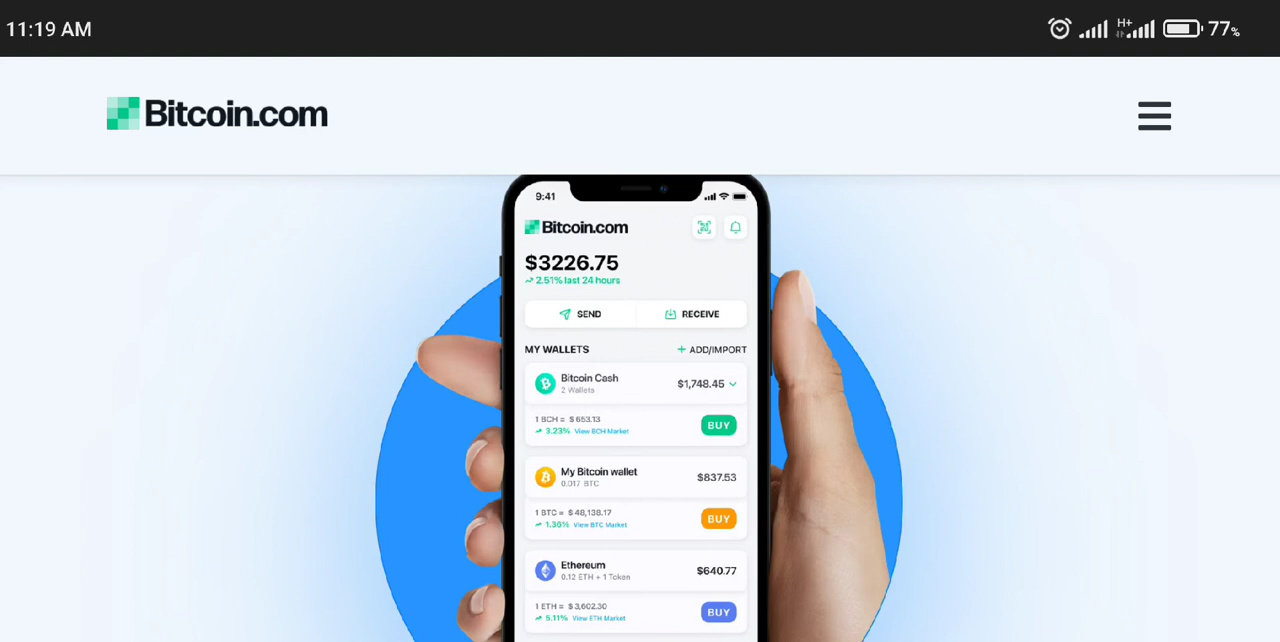 11:19 AM
H+
77%
Bitcoin.com
9:41
Bitcoin.com
$3226.75
2.51% last 24 hours
SEND
RECEIVE
MY WALLETS
+ ADD/IMPORT
Bitcoin Cash
2 Wallets
$1,748.45
1 BCH = $ 653.13
3.23% View BCH Market
BUY
My Bitcoin wallet
0.017 BTC
$837.53
1 BTC = $ 48,138.17
1.36% View BTC Market
BUY
Ethereum
0.12 ETH + 1 Token
$640.77
1 ETH = $ 3,602.30
5.11% View ETH Market
BUY